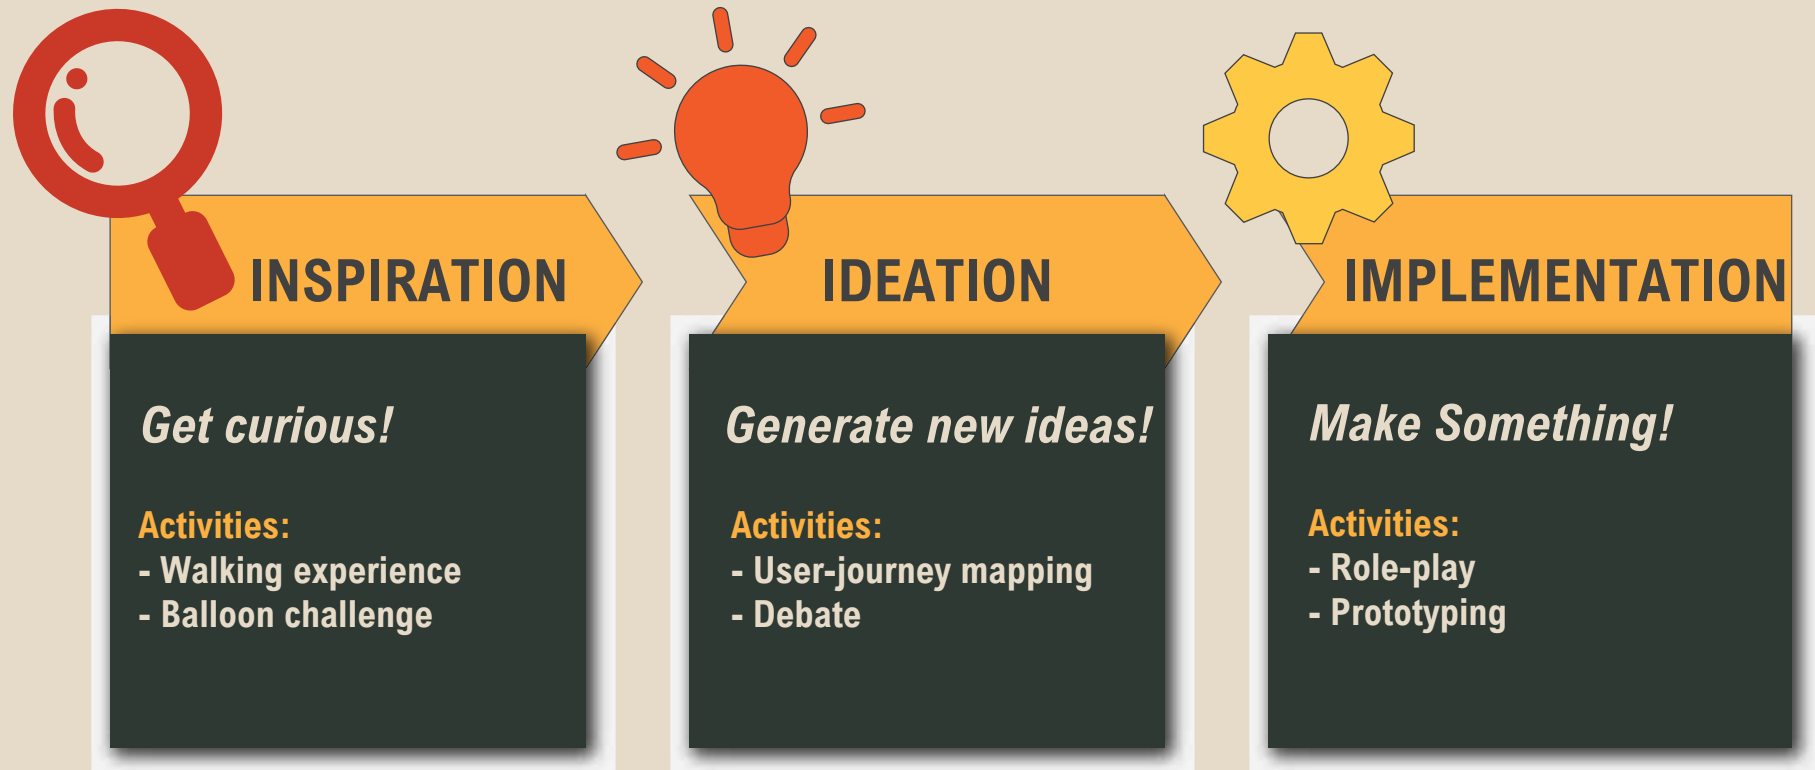 INSPIRATION
Get curious!
Activities:
- Walking experience
- Balloon challenge
IDEATION
Generate new ideas!
Activities:
- User-journey mapping
- Debate
IMPLEMENTATION
Make Something!
Activities:
- Role-play
- Prototyping